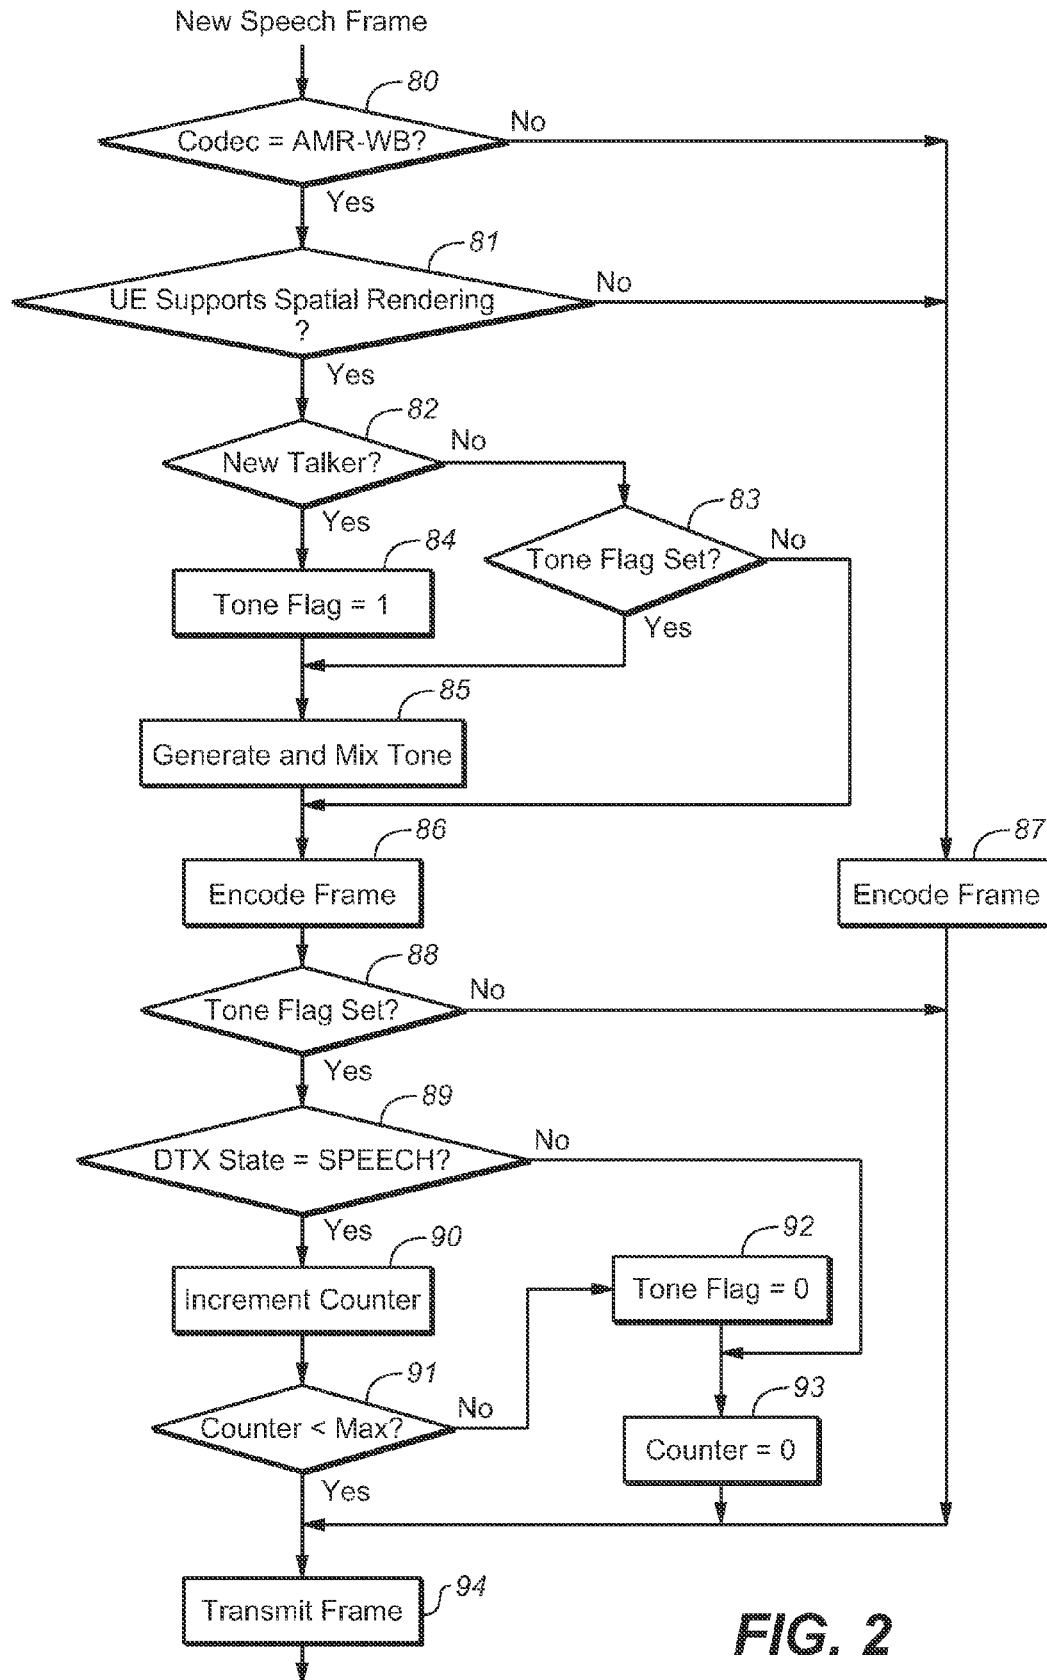 New Speech Frame
80
Codec = AMR-WB?
No
Yes
81
UE Supports Spatial Rendering
?
No
Yes
82
New Talker?
No
Yes
83
Tone Flag Set?
No
Yes
84
Tone Flag = 1
85
Generate and Mix Tone
86
Encode Frame
87
Encode Frame
88
Tone Flag Set?
No
Yes
89
DTX State = SPEECH?
No
Yes
90
Increment Counter
92
Tone Flag = 0
91
Counter < Max?
No
Yes
93
Counter = 0
94
Transmit Frame
FIG. 2